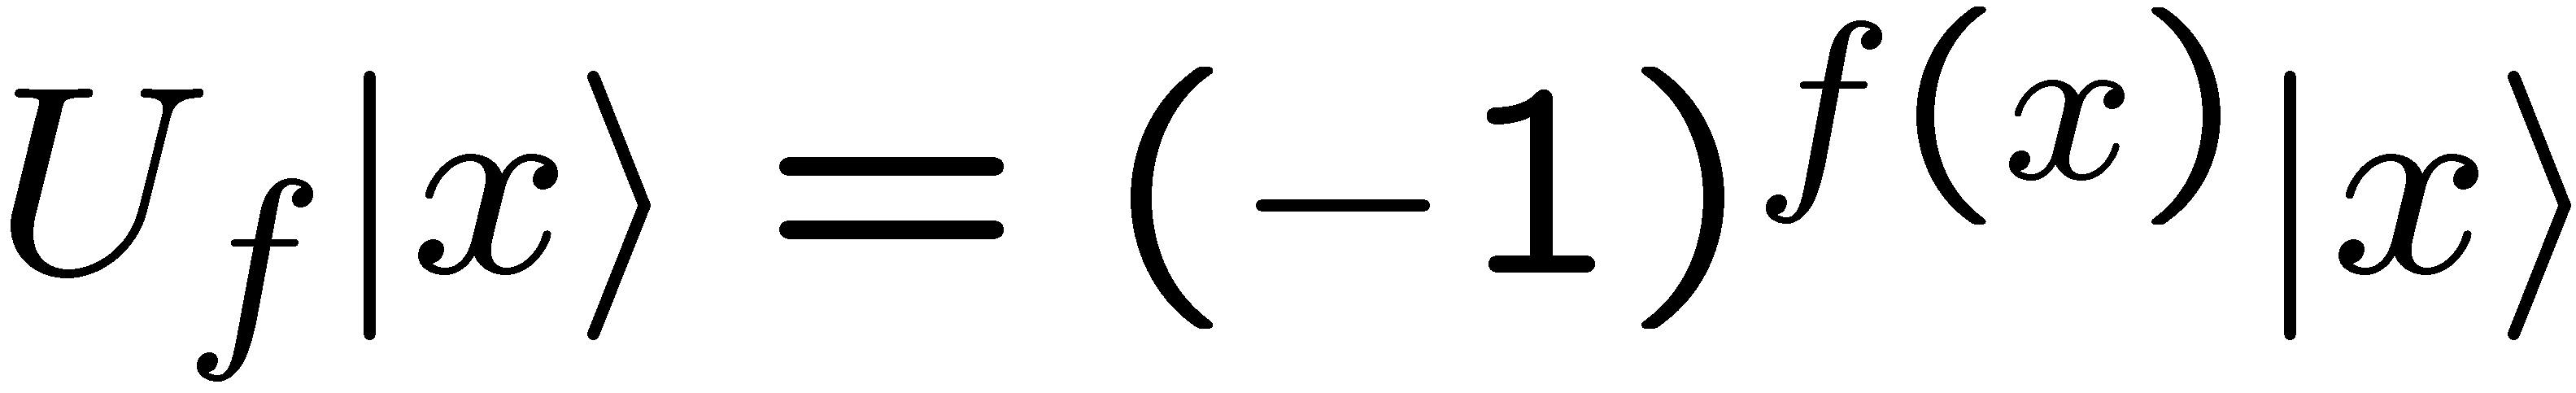 U_f|x⟩ = (−1)^{f(x)}|x⟩